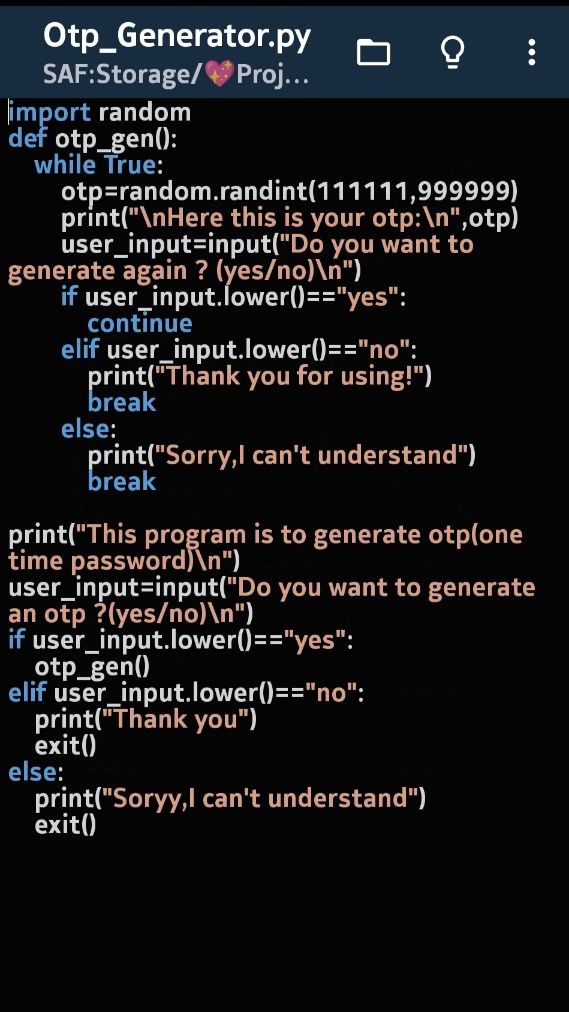 Otp_Generator.py
SAF:Storage/💖Proj...
import random
def otp_gen():
    while True:
        otp=random.randint(111111,999999)
        print("\nHere this is your otp:\n",otp)
        user_input=input("Do you want to
generate again ? (yes/no)\n")
        if user_input.lower()=="yes":
            continue
        elif user_input.lower()=="no":
            print("Thank you for using!")
            break
        else:
            print("Sorry,I can't understand")
            break

print("This program is to generate otp(one
time password)\n")
user_input=input("Do you want to generate
an otp ?(yes/no)\n")
if user_input.lower()=="yes":
    otp_gen()
elif user_input.lower()=="no":
    print("Thank you")
    exit()
else:
    print("Soryy,I can't understand")
    exit()